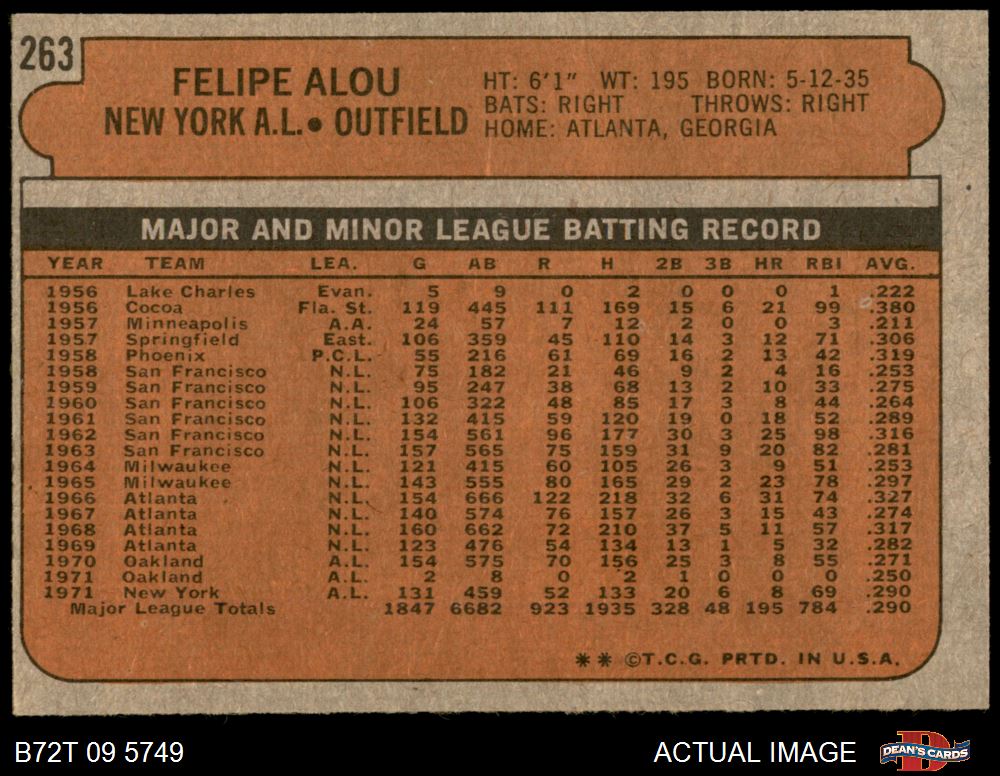 263
FELIPE ALOU
NEW YORK A.L. • OUTFIELD
HT: 6'1" WT: 195 BORN: 5-12-35
BATS: RIGHT THROWS: RIGHT
HOME: ATLANTA, GEORGIA
MAJOR AND MINOR LEAGUE BATTING RECORD
YEAR TEAM LEA. G AB R H 2B 3B HR RBI AVG.
1956 Lake Charles Evan. 5 9 0 2 0 0 0 1 .222
1956 Cocoa Fla. St. 119 445 111 169 15 6 21 99 .380
1957 Minneapolis A.A. 24 57 7 12 2 0 0 3 .211
1957 Springfield East. 106 359 45 110 14 3 12 71 .306
1958 Phoenix P.C.L. 55 216 61 69 16 2 13 42 .319
1958 San Francisco N.L. 75 182 21 46 9 2 4 16 .253
1959 San Francisco N.L. 95 247 38 68 13 2 10 33 .275
1960 San Francisco N.L. 106 322 48 85 17 3 8 44 .264
1961 San Francisco N.L. 132 415 59 120 19 0 18 52 .289
1962 San Francisco N.L. 154 561 96 177 30 3 25 98 .316
1963 San Francisco N.L. 157 565 75 159 31 9 20 82 .281
1964 Milwaukee N.L. 121 415 60 105 26 3 9 51 .253
1965 Milwaukee N.L. 143 555 80 165 29 2 23 78 .297
1966 Atlanta N.L. 154 666 122 218 32 6 31 74 .327
1967 Atlanta N.L. 140 574 76 157 26 3 15 43 .274
1968 Atlanta N.L. 160 662 72 210 37 5 11 57 .317
1969 Atlanta N.L. 123 476 54 134 13 1 5 32 .282
1970 Oakland A.L. 154 575 70 156 25 3 8 55 .271
1971 Oakland A.L. 2 8 0 2 1 0 0 0 .250
1971 New York A.L. 131 459 52 133 20 6 8 69 .290
Major League Totals 1847 6682 923 1935 328 48 195 784 .290
** ©T.C.G. PRTD. IN U.S.A.
B72T 09 5749
ACTUAL IMAGE
D
DEAN'S CARDS